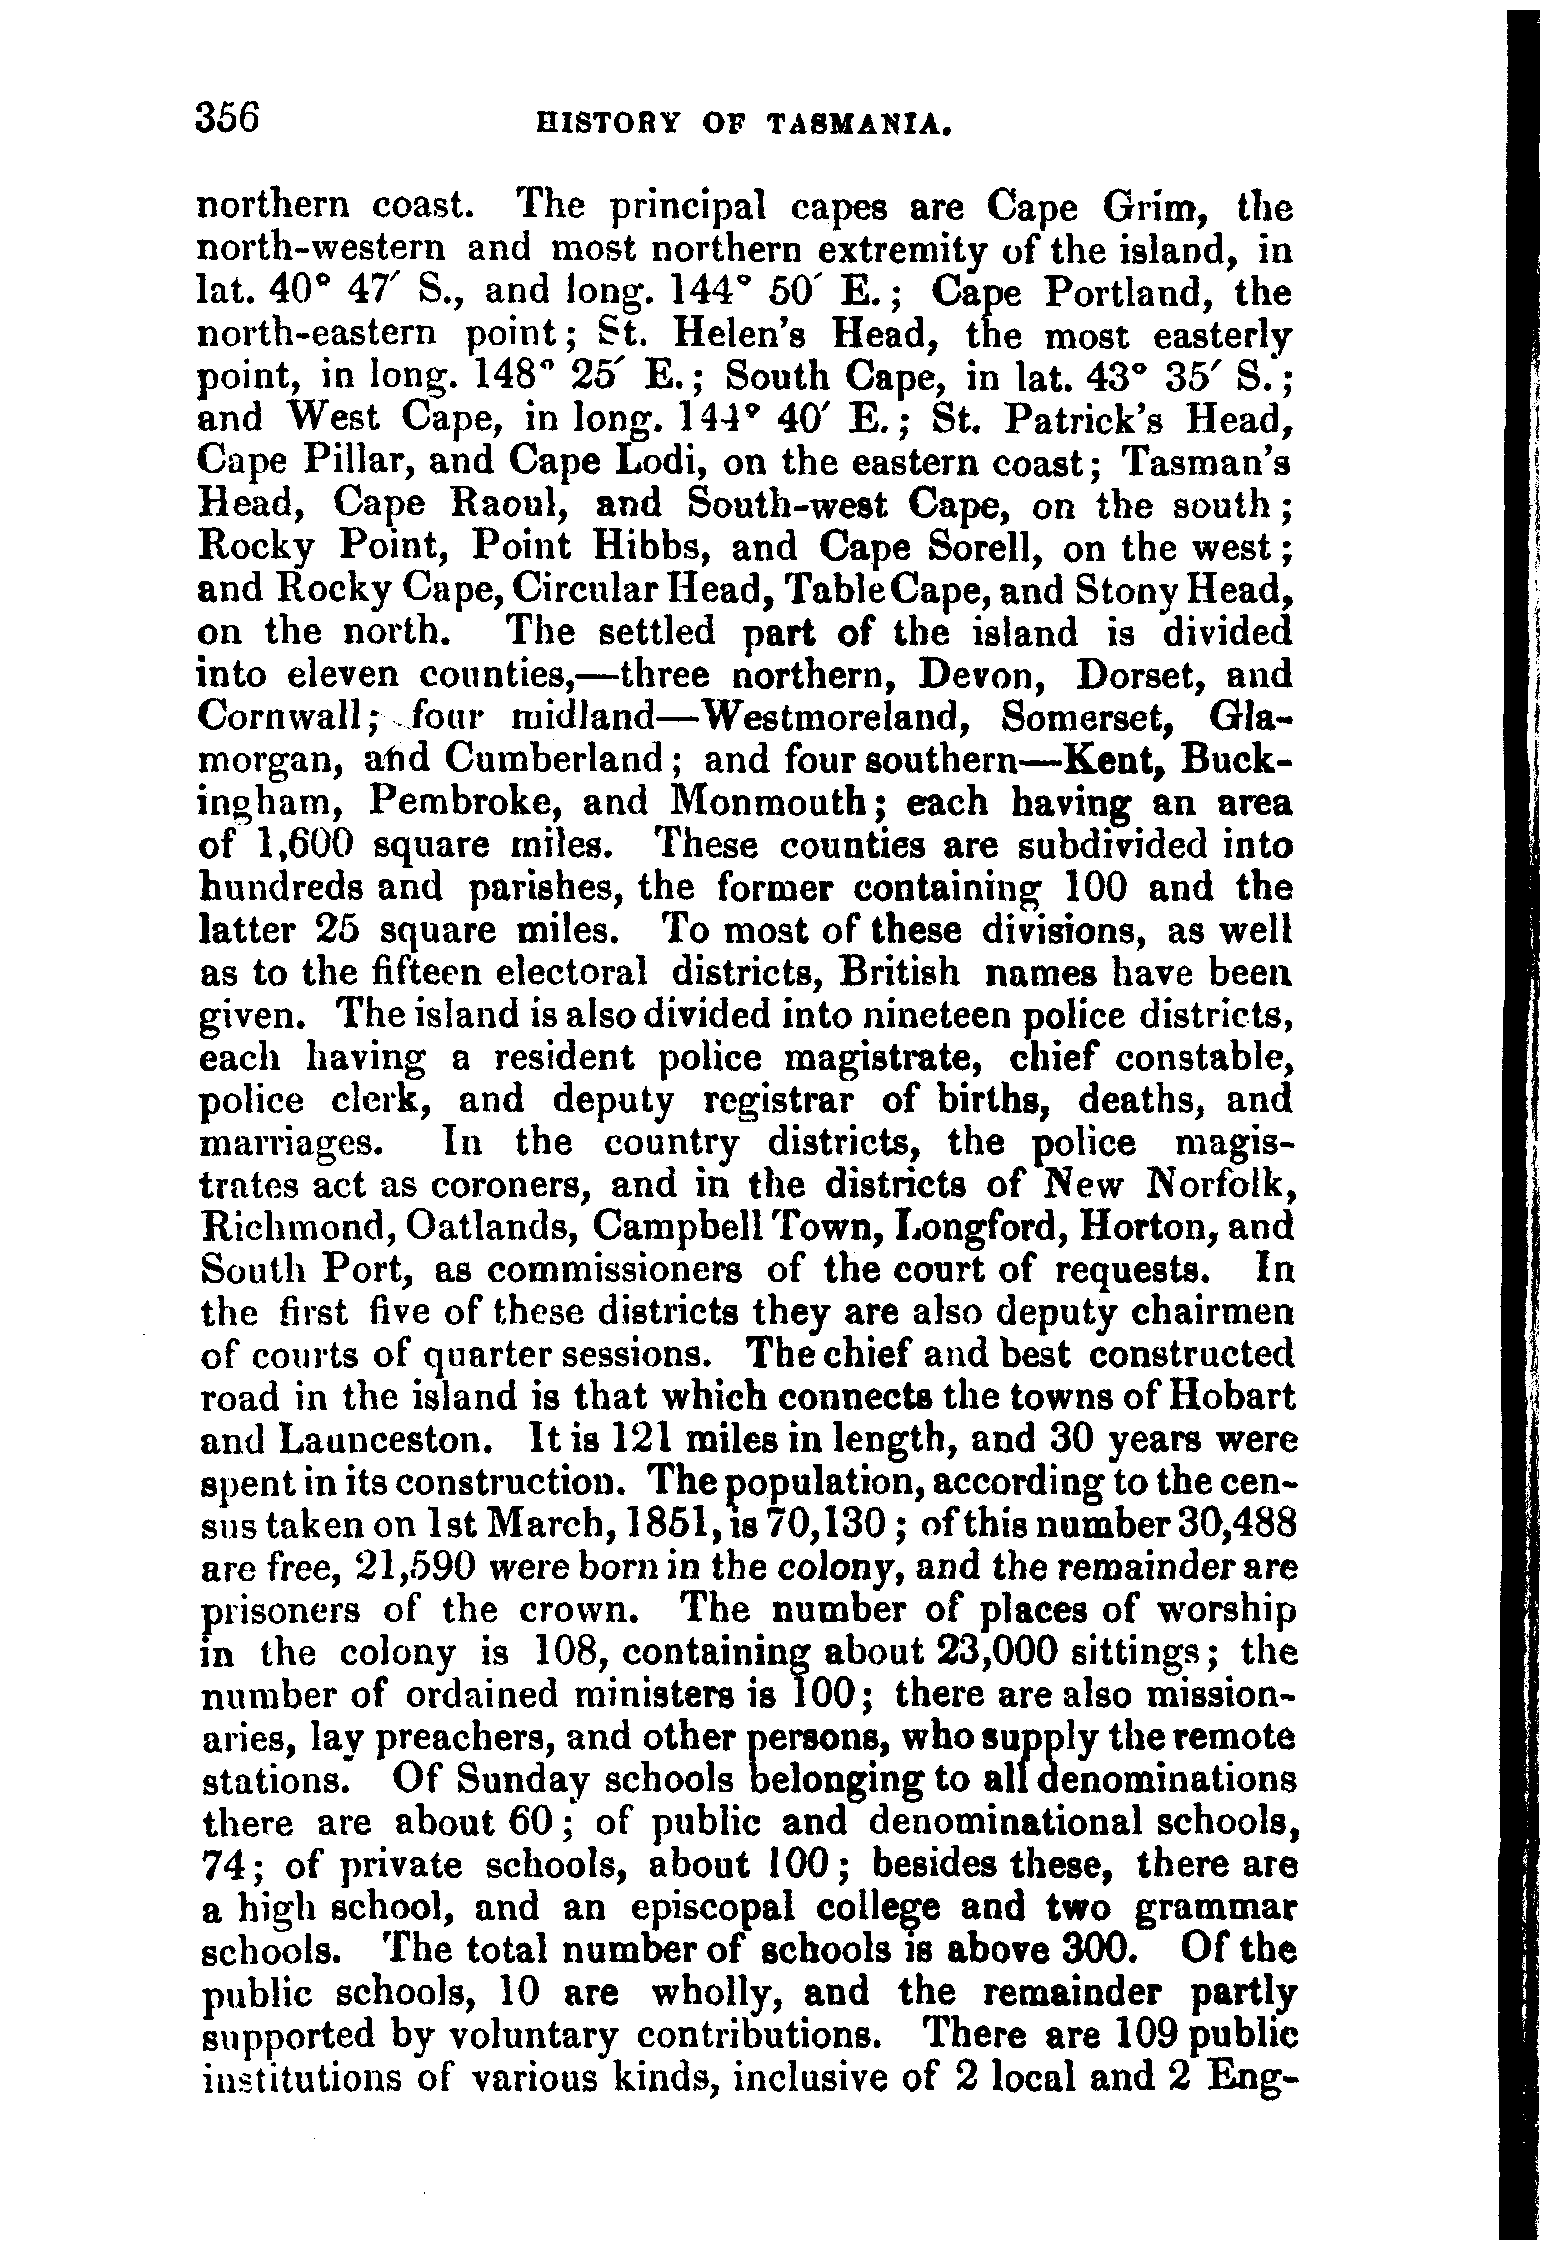 356 HISTORY OF TASMANIA.
northern coast. The principal capes are Cape Grim, the
north-western and most northern extremity of the island, in
lat. 40° 47′ S., and long. 144° 50′ E.; Cape Portland, the
north-eastern point; St. Helen's Head, the most easterly
point, in long. 148° 25′ E.; South Cape, in lat. 43° 35′ S.;
and West Cape, in long. 144° 40′ E.; St. Patrick's Head,
Cape Pillar, and Cape Lodi, on the eastern coast; Tasman's
Head, Cape Raoul, and South-west Cape, on the south;
Rocky Point, Point Hibbs, and Cape Sorell, on the west;
and Rocky Cape, Circular Head, Table Cape, and Stony Head,
on the north. The settled part of the island is divided
into eleven counties,—three northern, Devon, Dorset, and
Cornwall; four midland—Westmoreland, Somerset, Gla-
morgan, and Cumberland; and four southern—Kent, Buck-
ingham, Pembroke, and Monmouth; each having an area
of 1,600 square miles. These counties are subdivided into
hundreds and parishes, the former containing 100 and the
latter 25 square miles. To most of these divisions, as well
as to the fifteen electoral districts, British names have been
given. The island is also divided into nineteen police districts,
each having a resident police magistrate, chief constable,
police clerk, and deputy registrar of births, deaths, and
marriages. In the country districts, the police magis-
trates act as coroners, and in the districts of New Norfolk,
Richmond, Oatlands, Campbell Town, Longford, Horton, and
South Port, as commissioners of the court of requests. In
the first five of these districts they are also deputy chairmen
of courts of quarter sessions. The chief and best constructed
road in the island is that which connects the towns of Hobart
and Launceston. It is 121 miles in length, and 30 years were
spent in its construction. The population, according to the cen-
sus taken on 1st March, 1851, is 70,130; of this number 30,488
are free, 21,590 were born in the colony, and the remainder are
prisoners of the crown. The number of places of worship
in the colony is 108, containing about 23,000 sittings; the
number of ordained ministers is 100; there are also mission-
aries, lay preachers, and other persons, who supply the remote
stations. Of Sunday schools belonging to all denominations
there are about 60; of public and denominational schools,
74; of private schools, about 100; besides these, there are
a high school, and an episcopal college and two grammar
schools. The total number of schools is above 300. Of the
public schools, 10 are wholly, and the remainder partly
supported by voluntary contributions. There are 109 public
institutions of various kinds, inclusive of 2 local and 2 Eng-